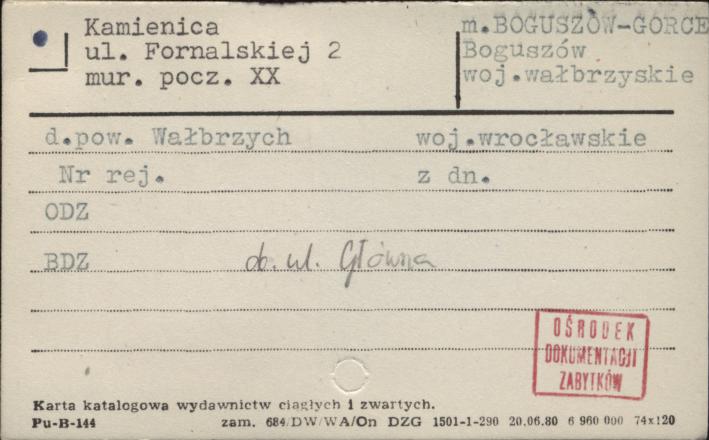 Kamienica
ul. Fornalskiej 2
mur. pocz. XX
m.BOGUSZÓW-GORCE
Boguszów
woj.wałbrzyskie
d.pow. Wałbrzych woj.wrocławskie
Nr rej. z dn.
ODZ
BDZ ob. ul. Główna
OŚRODEK
DOKUMENTACJI
ZABYTKÓW
Karta katalogowa wydawnictw ciągłych i zwartych.
Pu-B-144 zam. 684/DW/WA/On DZG 1501-1-290 20.06.80 6 960 000 74x120